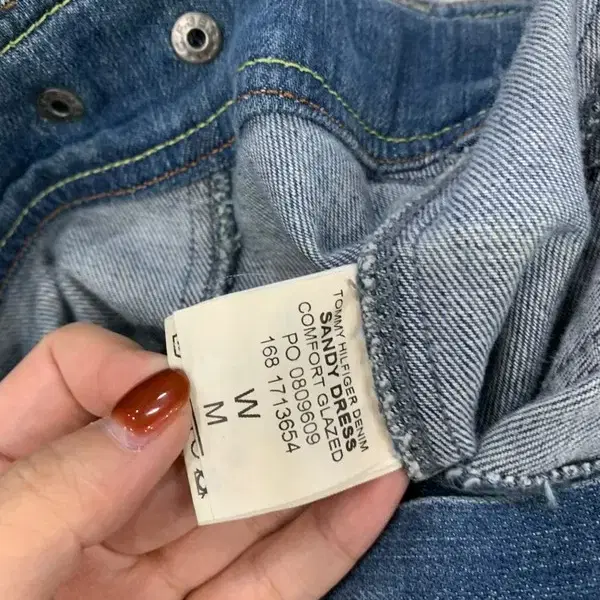 TOMMY HILFIGER DENIM
SANDY DRESS
COMFORT GLAZED
PO 0809609
168 1713654
W
M